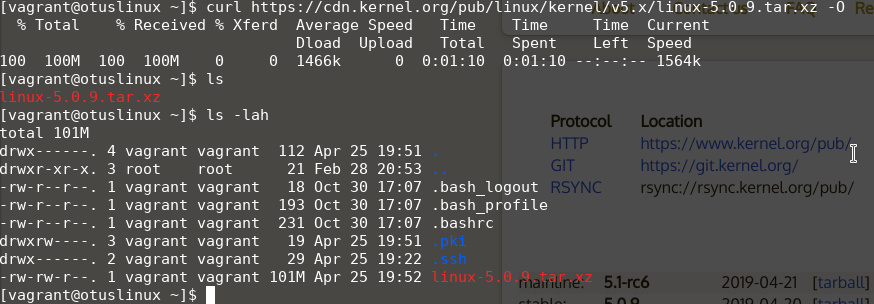 [vagrant@otuslinux ~]$ curl https://cdn.kernel.org/pub/linux/kernel/v5.x/linux-5.0.9.tar.xz -O
  % Total    % Received % Xferd  Average Speed   Time    Time     Time  Current
                                 Dload  Upload   Total   Spent    Left  Speed
100  100M  100  100M    0     0  1466k      0  0:01:10  0:01:10 --:--:-- 1564k
[vagrant@otuslinux ~]$ ls
linux-5.0.9.tar.xz
[vagrant@otuslinux ~]$ ls -lah
total 101M
drwx------. 4 vagrant vagrant  112 Apr 25 19:51 .
drwxr-xr-x. 3 root    root      21 Feb 28 20:53 ..
-rw-r--r--. 1 vagrant vagrant   18 Oct 30 17:07 .bash_logout
-rw-r--r--. 1 vagrant vagrant  193 Oct 30 17:07 .bash_profile
-rw-r--r--. 1 vagrant vagrant  231 Oct 30 17:07 .bashrc
drwxrw----. 3 vagrant vagrant   19 Apr 25 19:51 .pki
drwx------. 2 vagrant vagrant   29 Apr 25 19:22 .ssh
-rw-rw-r--. 1 vagrant vagrant 101M Apr 25 19:52 linux-5.0.9.tar.xz
[vagrant@otuslinux ~]$
Protocol Location
HTTP https://www.kernel.org/pub/
GIT https://git.kernel.org/
RSYNC rsync://rsync.kernel.org/pub/
mainline: 5.1-rc6 2019-04-21 [tarball]
stable: 5.0.9 2019-04-20 [tarball]